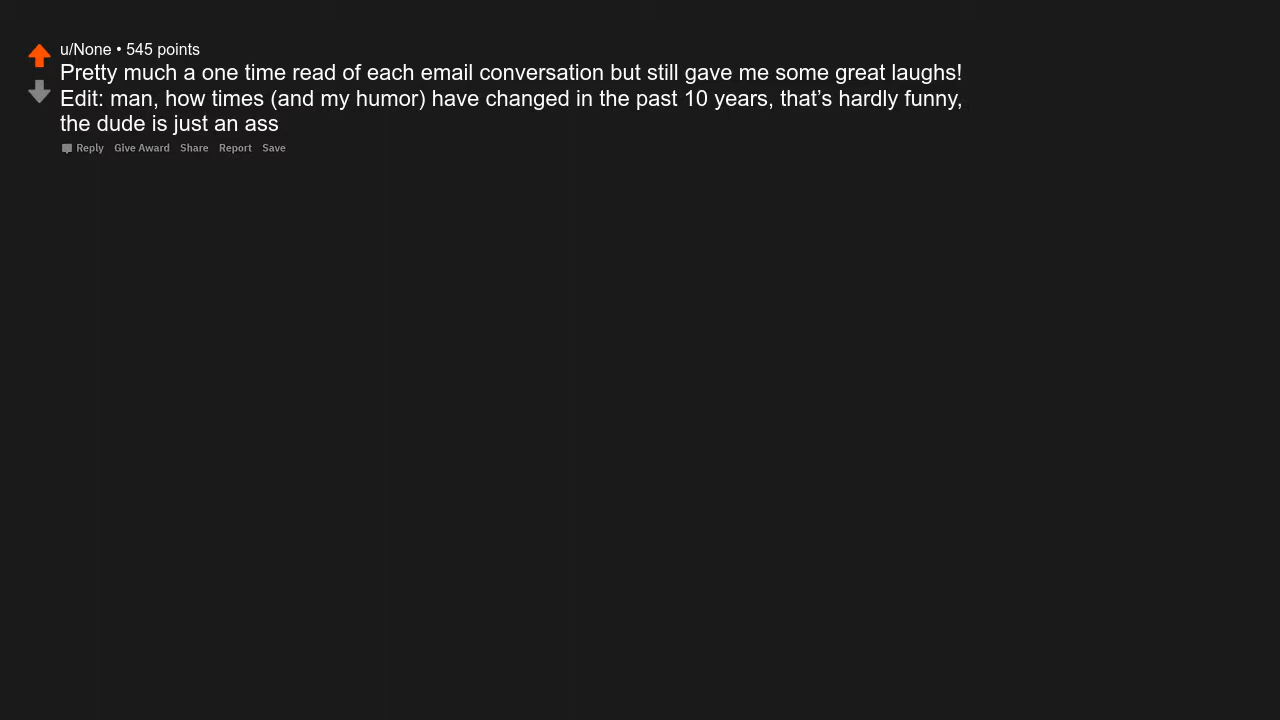 u/None • 545 points
Pretty much a one time read of each email conversation but still gave me some great laughs!
Edit: man, how times (and my humor) have changed in the past 10 years, that’s hardly funny,
the dude is just an ass
Reply Give Award Share Report Save